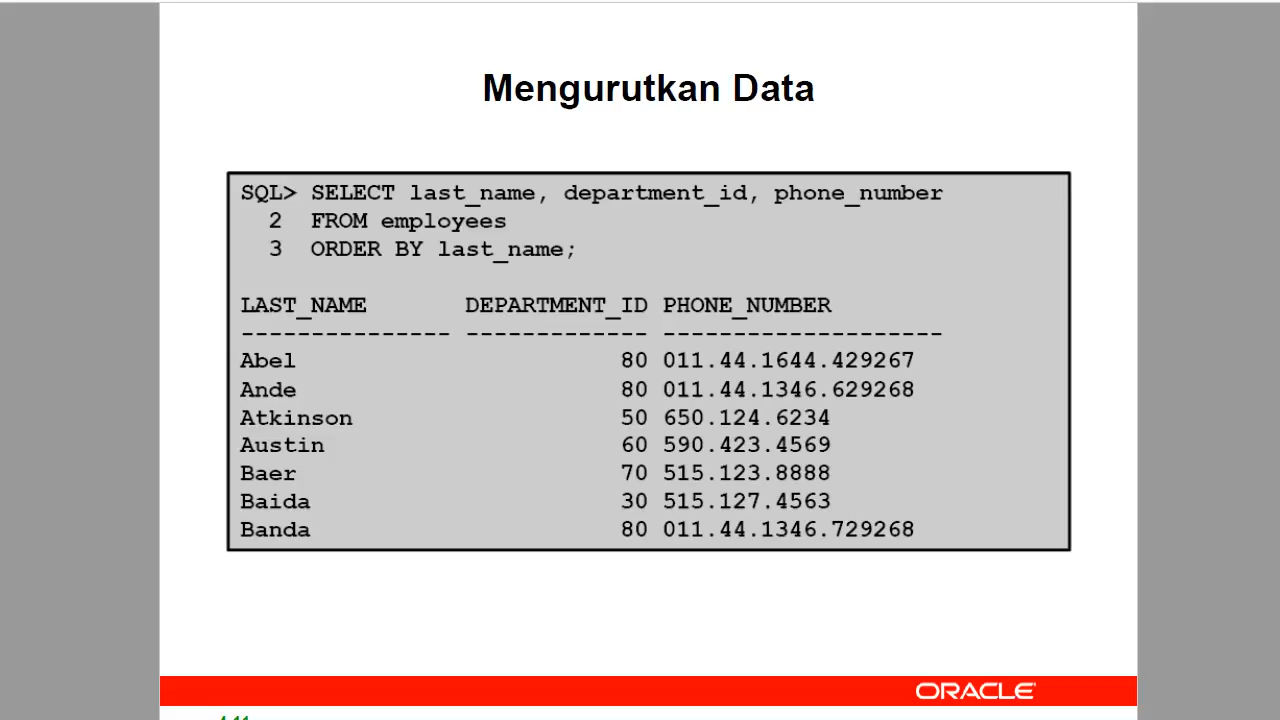 Mengurutkan Data
SQL> SELECT last_name, department_id, phone_number
2 FROM employees
3 ORDER BY last_name;
LAST_NAME DEPARTMENT_ID PHONE_NUMBER
--------------- ------------- --------------------
Abel 80 011.44.1644.429267
Ande 80 011.44.1346.629268
Atkinson 50 650.124.6234
Austin 60 590.423.4569
Baer 70 515.123.8888
Baida 30 515.127.4563
Banda 80 011.44.1346.729268
ORACLE